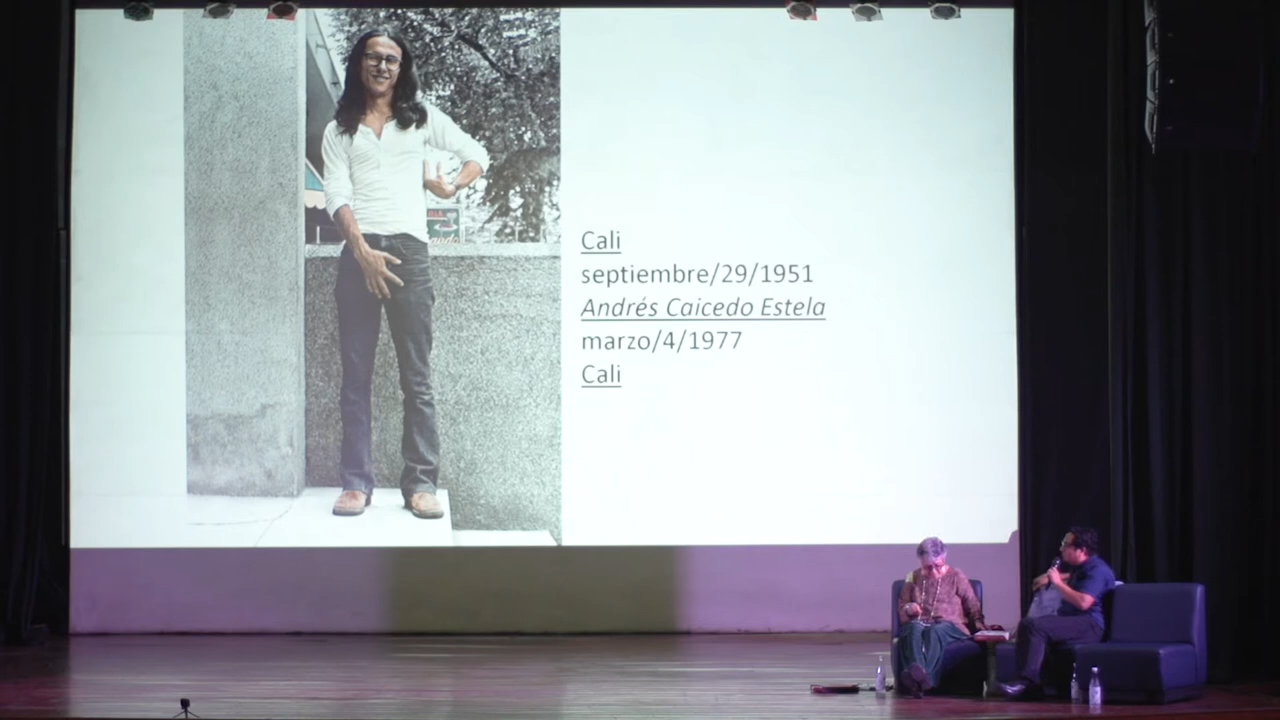 Cali
septiembre/29/1951
Andrés Caicedo Estela
marzo/4/1977
Cali